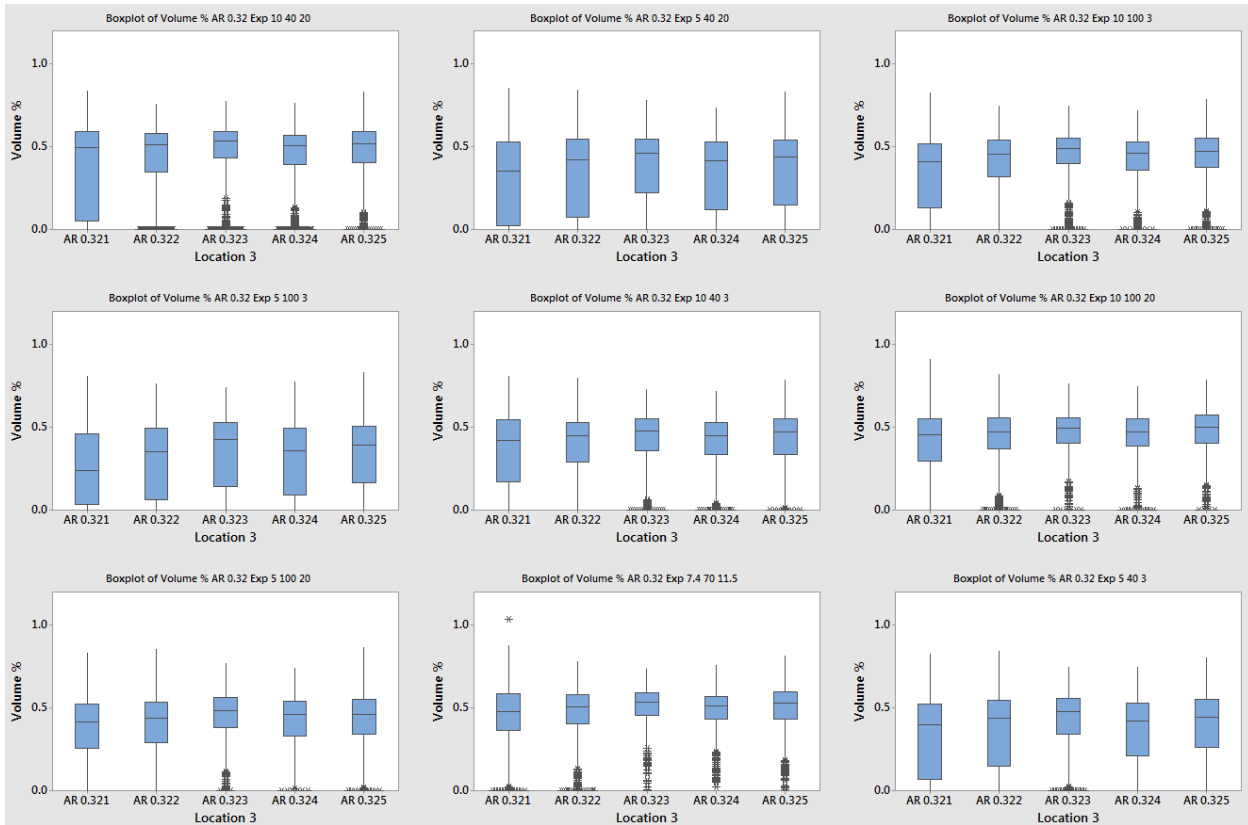 Boxplot of Volume % AR 0.32 Exp 10 40 20
Boxplot of Volume % AR 0.32 Exp 5 40 20
Boxplot of Volume % AR 0.32 Exp 10 100 3
1.0
0.5
0.0
Volume %
AR 0.321 AR 0.322 AR 0.323 AR 0.324 AR 0.325
Location 3
1.0
0.5
0.0
Volume %
AR 0.321 AR 0.322 AR 0.323 AR 0.324 AR 0.325
Location 3
1.0
0.5
0.0
Volume %
AR 0.321 AR 0.322 AR 0.323 AR 0.324 AR 0.325
Location 3
Boxplot of Volume % AR 0.32 Exp 5 100 3
Boxplot of Volume % AR 0.32 Exp 10 40 3
Boxplot of Volume % AR 0.32 Exp 10 100 20
1.0
0.5
0.0
Volume %
AR 0.321 AR 0.322 AR 0.323 AR 0.324 AR 0.325
Location 3
1.0
0.5
0.0
Volume %
AR 0.321 AR 0.322 AR 0.323 AR 0.324 AR 0.325
Location 3
1.0
0.5
0.0
Volume %
AR 0.321 AR 0.322 AR 0.323 AR 0.324 AR 0.325
Location 3
Boxplot of Volume % AR 0.32 Exp 5 100 20
Boxplot of Volume % AR 0.32 Exp 7.4 70 11.5
Boxplot of Volume % AR 0.32 Exp 5 40 3
1.0
0.5
0.0
Volume %
AR 0.321 AR 0.322 AR 0.323 AR 0.324 AR 0.325
Location 3
1.0
0.5
0.0
Volume %
AR 0.321 AR 0.322 AR 0.323 AR 0.324 AR 0.325
Location 3
1.0
0.5
0.0
Volume %
AR 0.321 AR 0.322 AR 0.323 AR 0.324 AR 0.325
Location 3